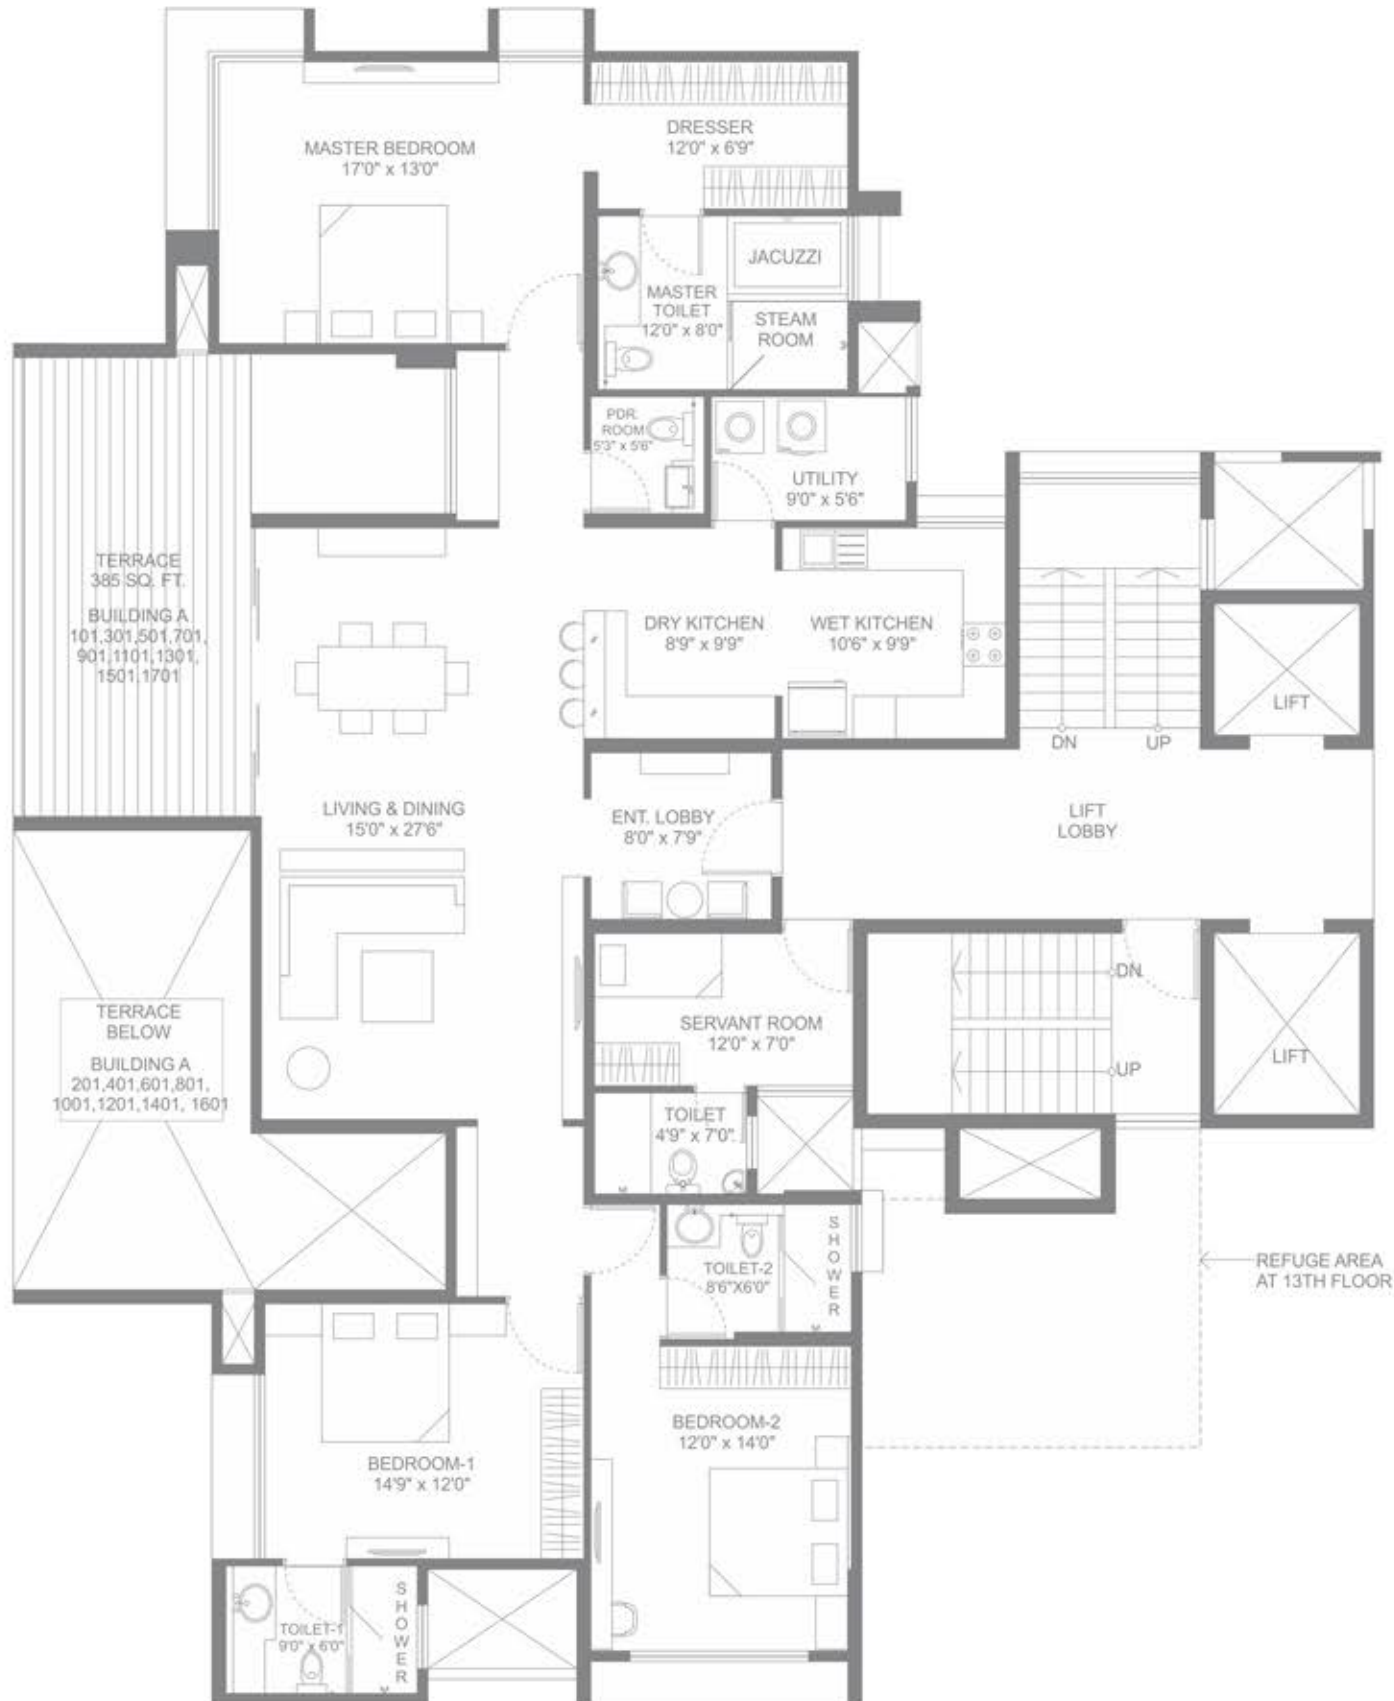 MASTER BEDROOM
17'0" x 13'0"
DRESSER
12'0" x 6'9"
JACUZZI
MASTER
TOILET
12'0" x 8'0"
STEAM
ROOM
PDR.
ROOM
5'3" x 5'6"
UTILITY
9'0" x 5'6"
TERRACE
385 SQ. FT.
BUILDING A
101,301,501,701,
901,1101,1301,
1501,1701
DRY KITCHEN
8'9" x 9'9"
WET KITCHEN
10'6" x 9'9"
LIFT
DN
UP
LIVING & DINING
15'0" x 27'6"
ENT. LOBBY
8'0" x 7'9"
LIFT
LOBBY
DN
UP
LIFT
SERVANT ROOM
12'0" x 7'0"
TERRACE
BELOW
BUILDING A
201,401,601,801,
1001,1201,1401, 1601
TOILET
4'9" x 7'0"
TOILET-2
8'6"X6'0"
SHOWER
REFUGE AREA
AT 13TH FLOOR
BEDROOM-2
12'0" x 14'0"
BEDROOM-1
14'9" x 12'0"
TOILET-1
9'0" x 6'0"
SHOWER